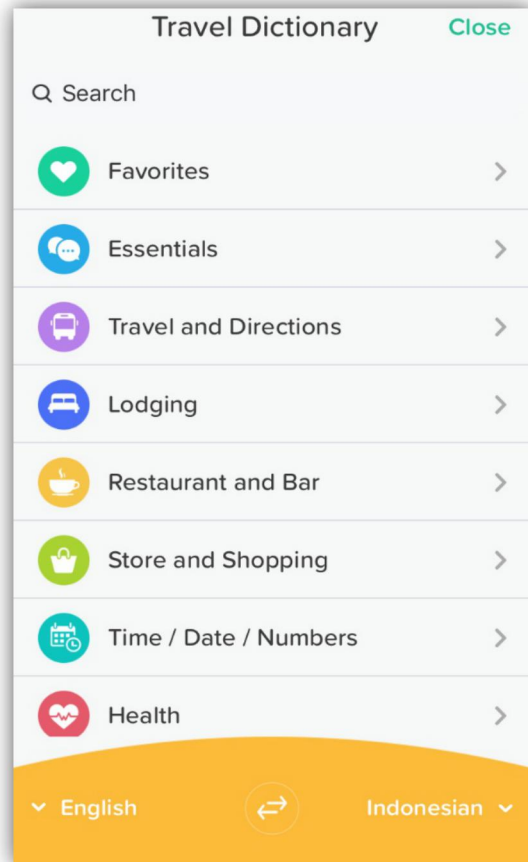 Travel Dictionary Close
Search
Favorites
Essentials
Travel and Directions
Lodging
Restaurant and Bar
Store and Shopping
Time / Date / Numbers
Health
English Indonesian